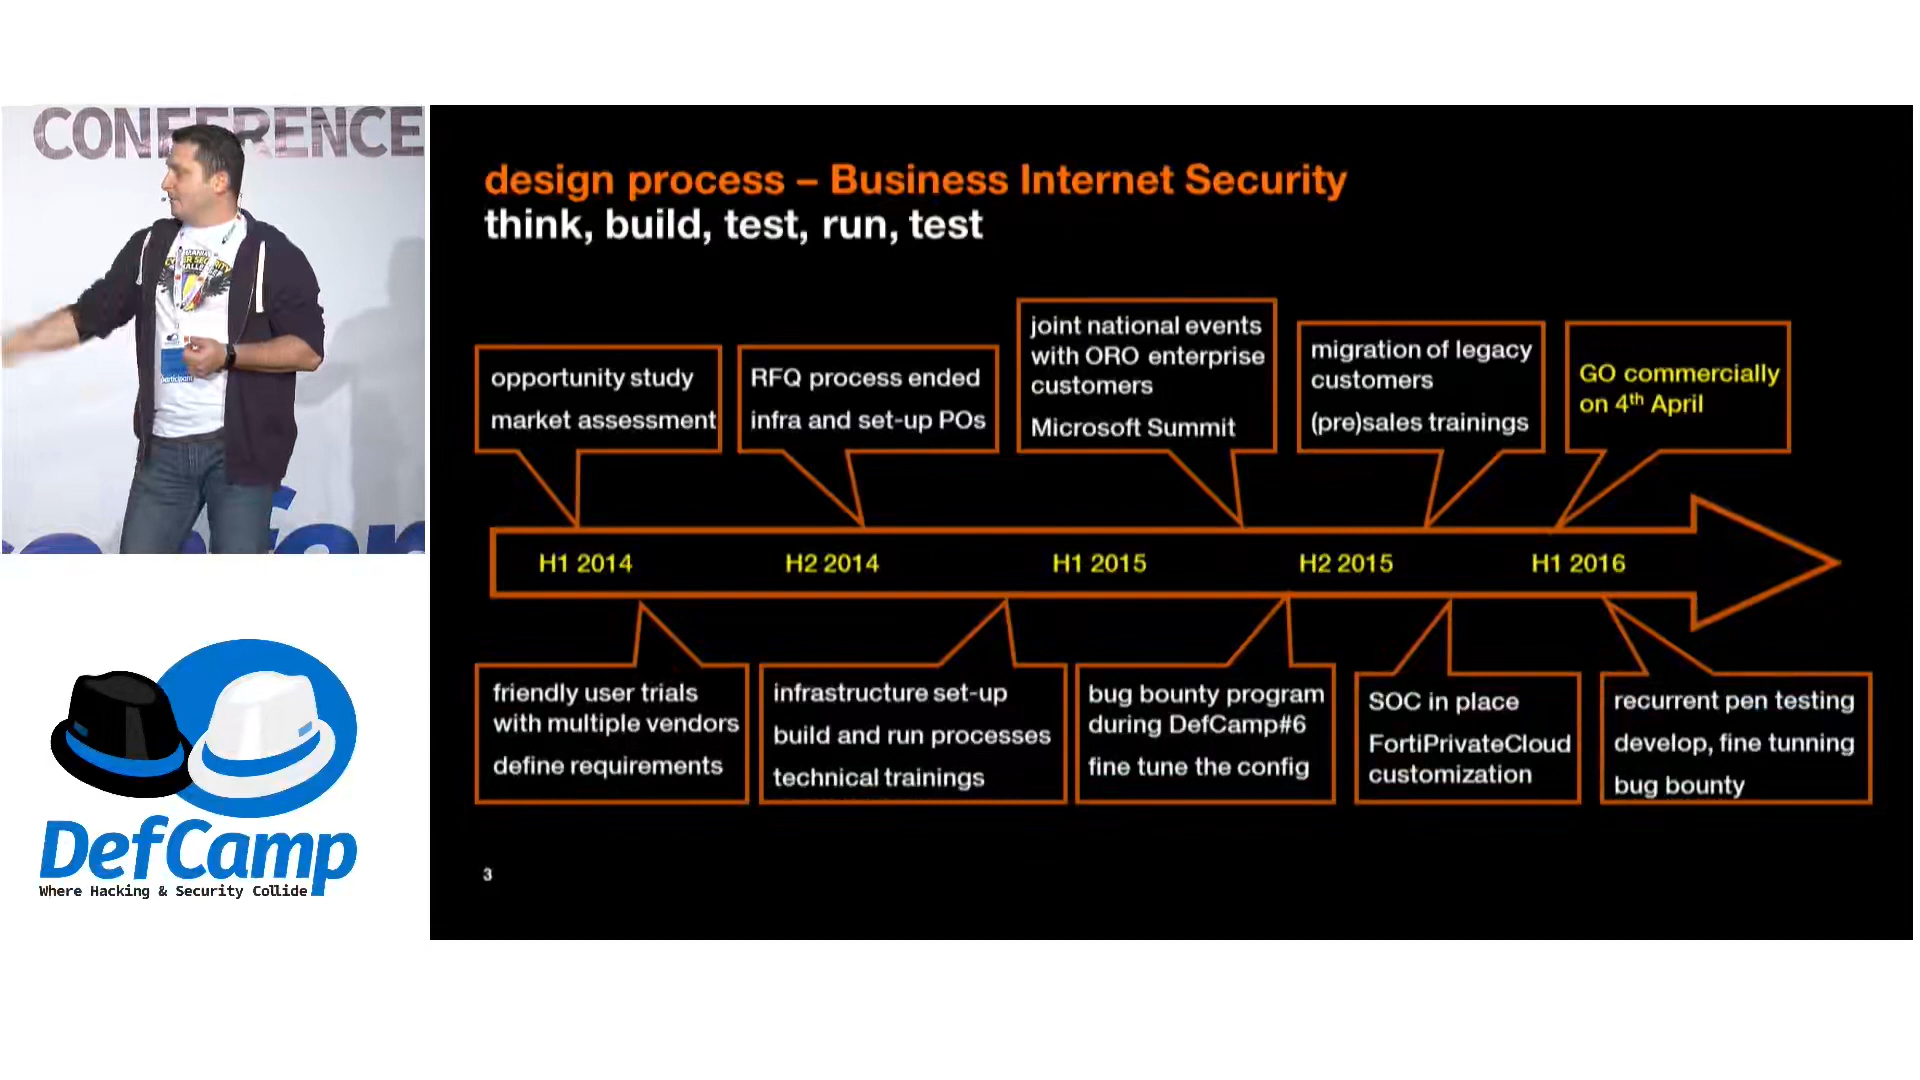 CONFERENCE
participant
DefCamp
Where Hacking & Security Collide
design process – Business Internet Security
think, build, test, run, test
opportunity study
market assessment
RFQ process ended
infra and set-up POs
joint national events
with ORO enterprise
customers
Microsoft Summit
migration of legacy
customers
(pre)sales trainings
GO commercially
on 4th April
H1 2014
H2 2014
H1 2015
H2 2015
H1 2016
friendly user trials
with multiple vendors
define requirements
infrastructure set-up
build and run processes
technical trainings
bug bounty program
during DefCamp#6
fine tune the config
SOC in place
FortiPrivateCloud
customization
recurrent pen testing
develop, fine tunning
bug bounty
3